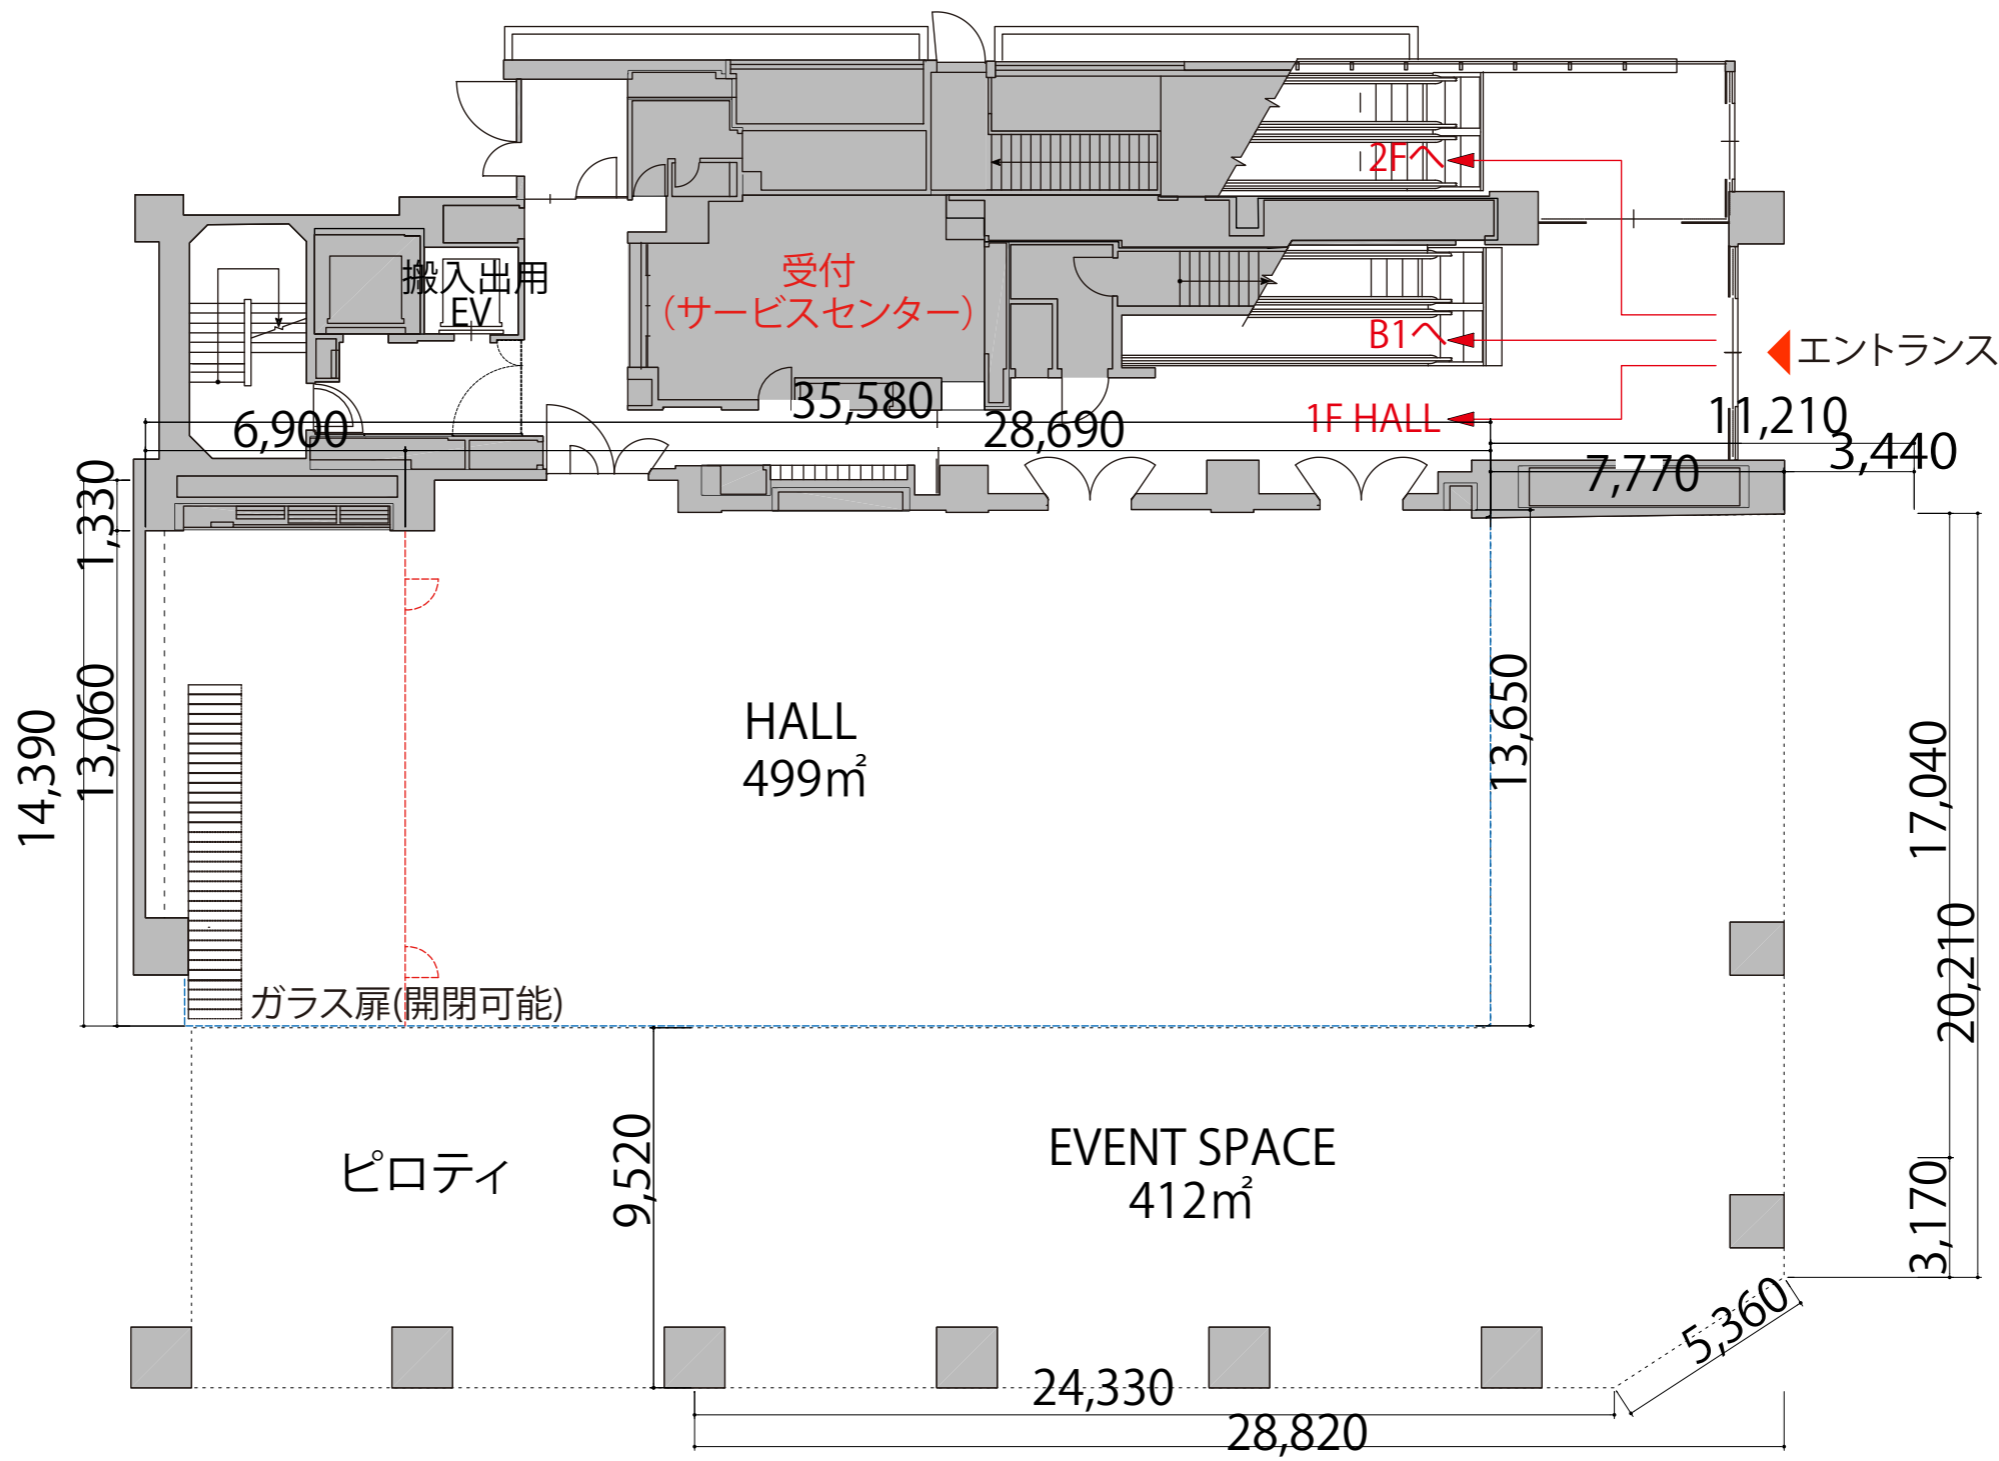 2Fへ
搬入出用
EV
受付
（サービスセンター）
B1へ
エントランス
35,580
1F HALL
11,210
6,900
28,690
3,440
7,770
1,330
13,060
14,390
HALL
499㎡
13,650
17,040
20,210
ガラス扉(開閉可能)
ピロティ
9,520
EVENT SPACE
412㎡
3,170
5,360
24,330
28,820